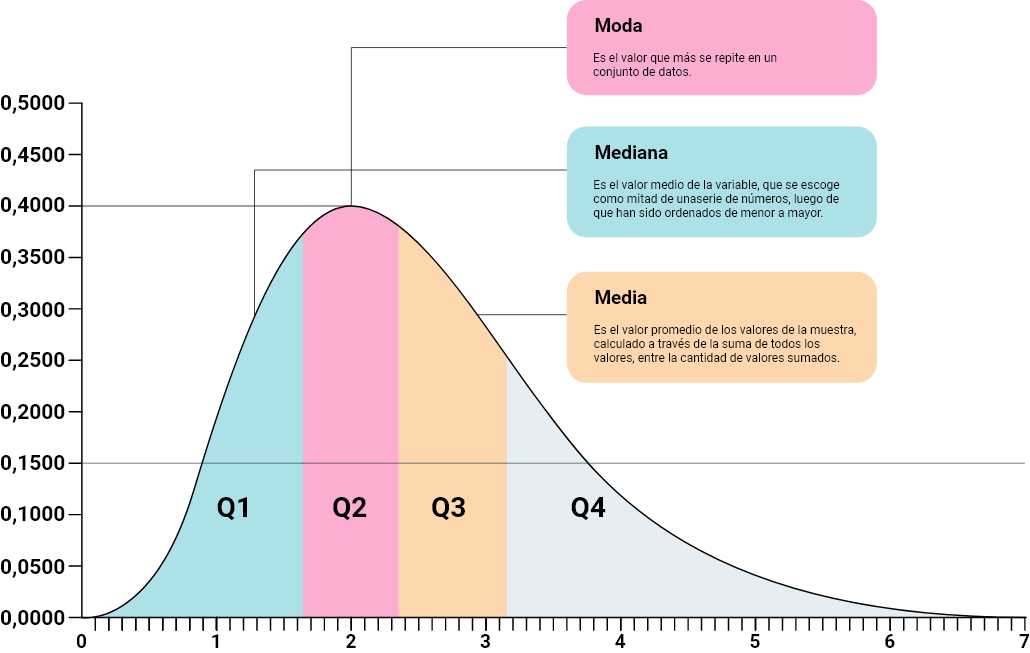 Moda
Es el valor que más se repite en un
conjunto de datos.
Mediana
Es el valor medio de la variable, que se escoge
como mitad de unaserie de números, luego de
que han sido ordenados de menor a mayor.
Media
Es el valor promedio de los valores de la muestra,
calculado a través de la suma de todos los
valores, entre la cantidad de valores sumados.
0,5000
0,4500
0,4000
0,3500
0,3000
0,2500
0,2000
0,1500
0,1000
0,0500
0,0000
Q1 Q2 Q3 Q4
0 1 2 3 4 5 6 7